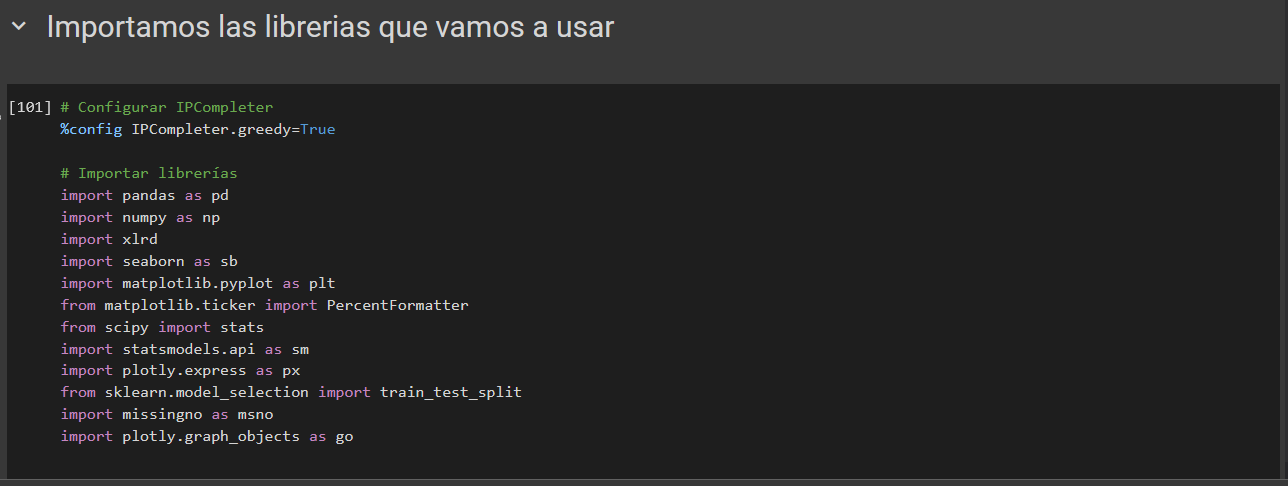 Importamos las librerias que vamos a usar
[101] # Configurar IPCompleter
%config IPCompleter.greedy=True
# Importar librerías
import pandas as pd
import numpy as np
import xlrd
import seaborn as sb
import matplotlib.pyplot as plt
from matplotlib.ticker import PercentFormatter
from scipy import stats
import statsmodels.api as sm
import plotly.express as px
from sklearn.model_selection import train_test_split
import missingno as msno
import plotly.graph_objects as go